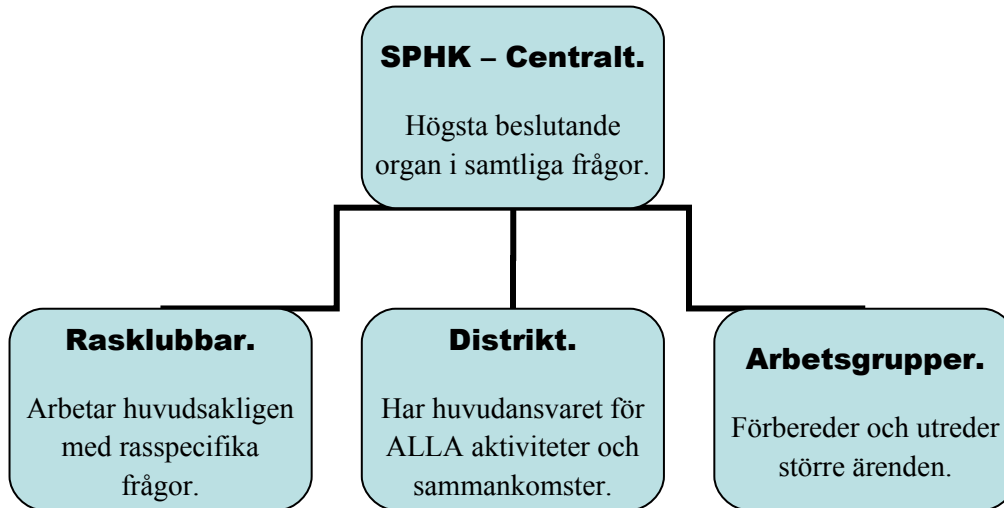 SPHK – Centralt.
Högsta beslutande
organ i samtliga frågor.
Rasklubbar.
Arbetar huvudsakligen
med rasspecifika
frågor.
Distrikt.
Har huvudansvaret för
ALLA aktiviteter och
sammankomster.
Arbetsgrupper.
Förbereder och utreder
större ärenden.